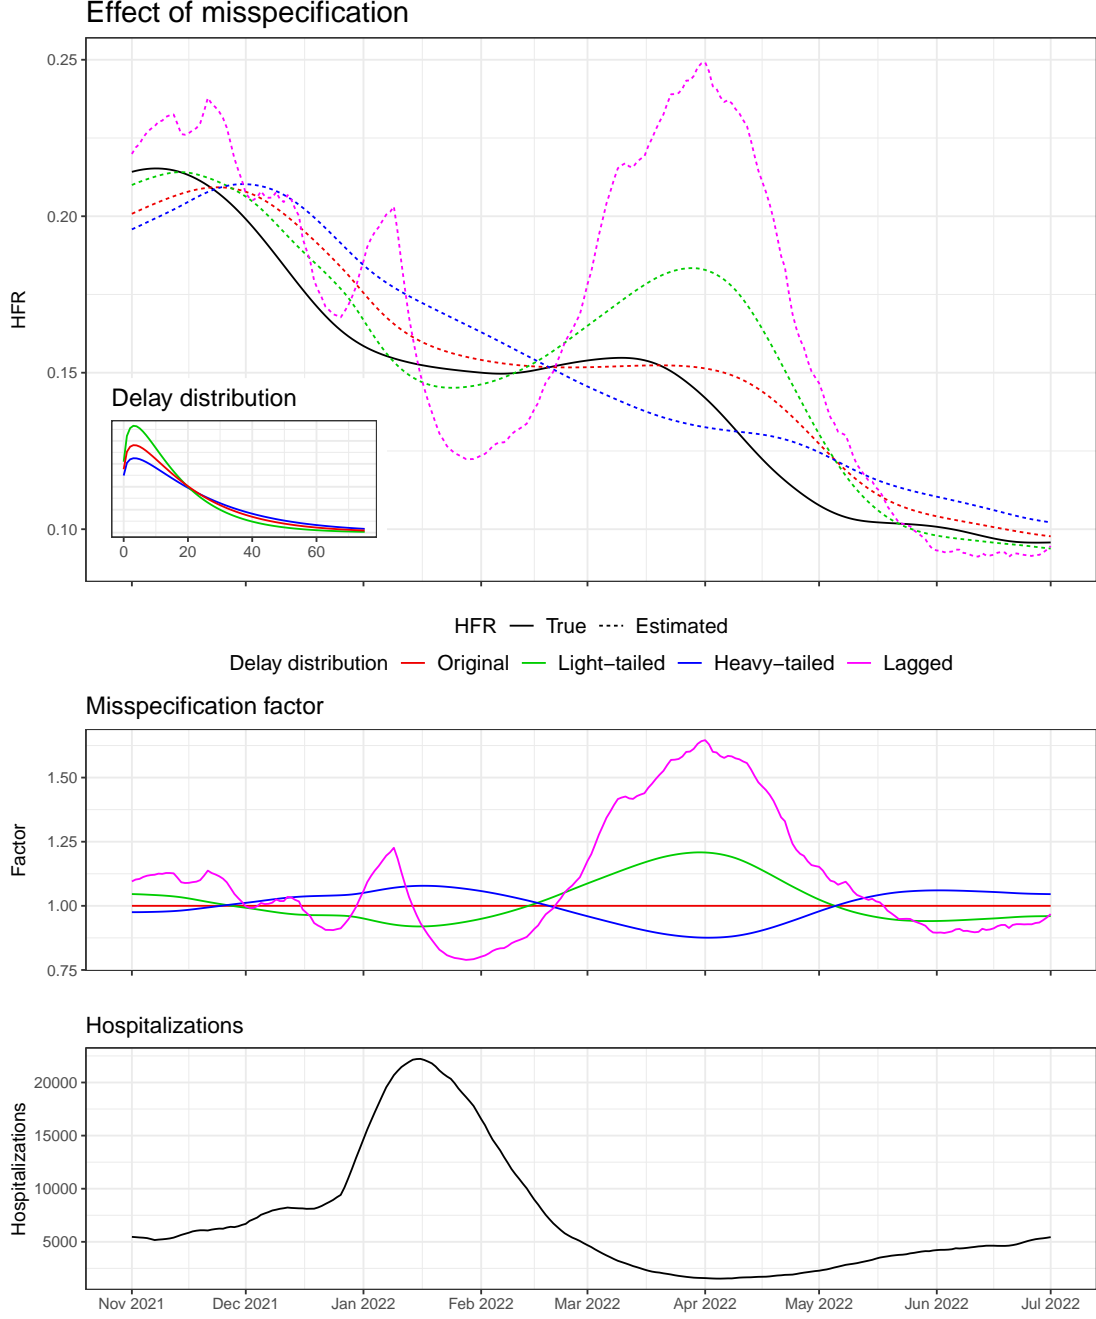 Effect of misspecification
0.25
0.20
0.15
0.10
HFR
Delay distribution
0 20 40 60
HFR True Estimated
Delay distribution Original Light−tailed Heavy−tailed Lagged
Misspecification factor
1.50
1.25
1.00
0.75
Factor
Hospitalizations
20000
15000
10000
5000
Hospitalizations
Nov 2021 Dec 2021 Jan 2022 Feb 2022 Mar 2022 Apr 2022 May 2022 Jun 2022 Jul 2022